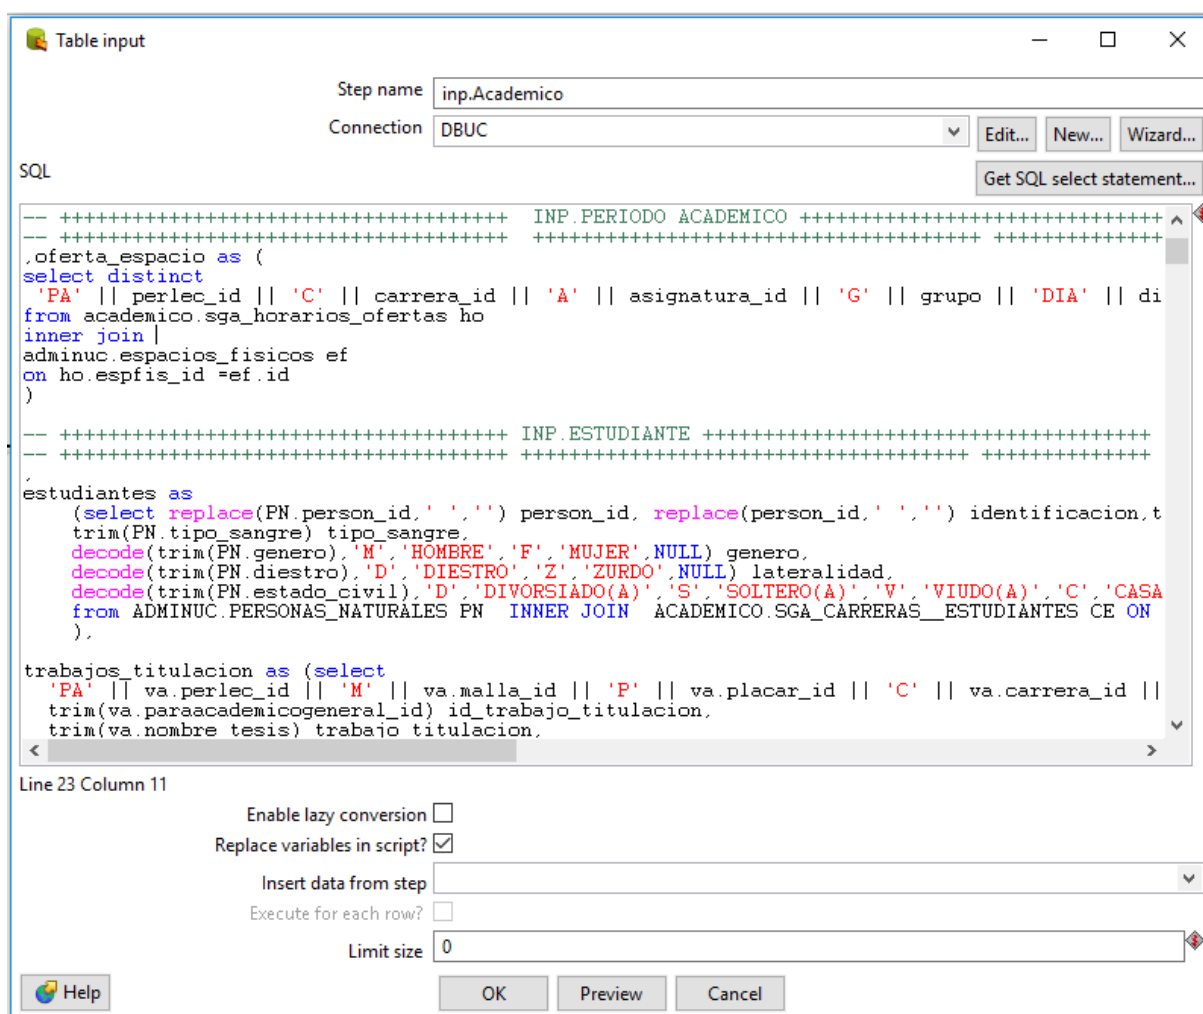 Table input
Step name inp.Academico
Connection DBUC Edit... New... Wizard...
SQL Get SQL select statement...
-- +++++++++++++++++++++++++++++++++++++ INP.PERIODO ACADEMICO ++++++++++++++++++++++++++++++
-- +++++++++++++++++++++++++++++++++++++ +++++++++++++++++++++++++++++++++++++ ++++++++++++++
,oferta_espacio as (
select distinct
'PA' || perlec_id || 'C' || carrera_id || 'A' || asignatura_id || 'G' || grupo || 'DIA' || di
from academico.sga_horarios_ofertas ho
inner join
adminuc.espacios_fisicos ef
on ho.espfis_id =ef.id
)
-- +++++++++++++++++++++++++++++++++++++ INP.ESTUDIANTE +++++++++++++++++++++++++++++++++++++
-- +++++++++++++++++++++++++++++++++++++ +++++++++++++++++++++++++++++++++++++ ++++++++++++++
,
estudiantes as
(select replace(PN.person_id,' ','') person_id, replace(person_id,' ','') identificacion,t
trim(PN.tipo_sangre) tipo_sangre,
decode(trim(PN.genero),'M','HOMBRE','F','MUJER',NULL) genero,
decode(trim(PN.diestro),'D','DIESTRO','Z','ZURDO',NULL) lateralidad,
decode(trim(PN.estado_civil),'D','DIVORSIADO(A)','S','SOLTERO(A)','V','VIUDO(A)','C','CASA
from ADMINUC.PERSONAS_NATURALES PN INNER JOIN ACADEMICO.SGA_CARRERAS__ESTUDIANTES CE ON
),
trabajos_titulacion as (select
'PA' || va.perlec_id || 'M' || va.malla_id || 'P' || va.placar_id || 'C' || va.carrera_id ||
trim(va.paraacademicogeneral_id) id_trabajo_titulacion,
trim(va.nombre_tesis) trabajo_titulacion,
Line 23 Column 11
Enable lazy conversion
Replace variables in script?
Insert data from step
Execute for each row?
Limit size 0
Help OK Preview Cancel